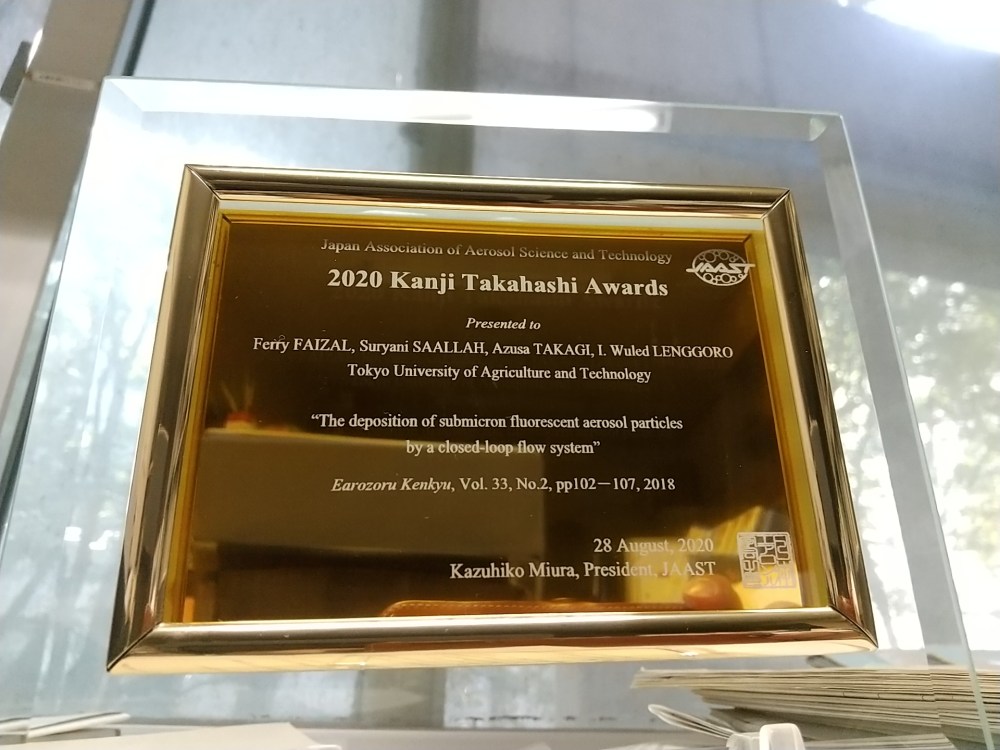 Japan Association of Aerosol Science and Technology
JAAST
2020 Kanji Takahashi Awards
Presented to
Ferry FAIZAL, Suryani SAALLAH, Azusa TAKAGI, I. Wuled LENGGORO
Tokyo University of Agriculture and Technology
“The deposition of submicron fluorescent aerosol particles
by a closed-loop flow system”
Earozoru Kenkyu, Vol. 33, No.2, pp102－107, 2018
28 August, 2020
Kazuhiko Miura, President, JAAST